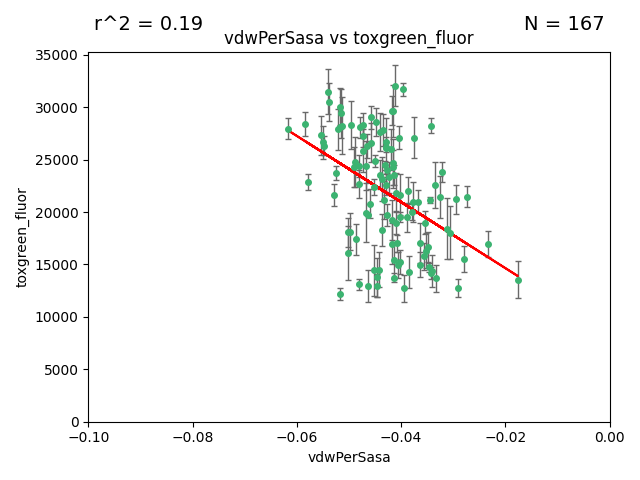 r^2 = 0.19
N = 167
vdwPerSasa vs toxgreen_fluor
35000
30000
25000
20000
15000
10000
5000
0
toxgreen_fluor
−0.10 −0.08 −0.06 −0.04 −0.02 0.00
vdwPerSasa